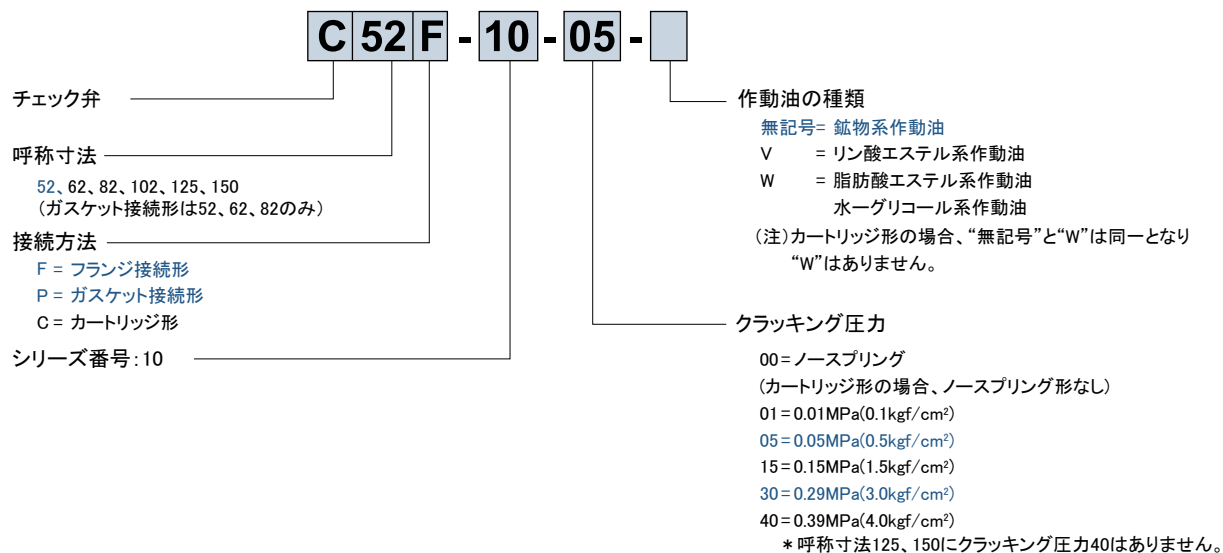 C 52 F - 10 - 05 -
チェック弁
呼称寸法
52、62、82、102、125、150
(ガスケット接続形は52、62、82のみ)
接続方法
F = フランジ接続形
P = ガスケット接続形
C = カートリッジ形
シリーズ番号:10
作動油の種類
無記号= 鉱物系作動油
V = リン酸エステル系作動油
W = 脂肪酸エステル系作動油
水ーグリコール系作動油
(注)カートリッジ形の場合、“無記号”と“W”は同一となり
“W”はありません。
クラッキング圧力
00=ノースプリング
(カートリッジ形の場合、ノースプリング形なし)
01=0.01MPa(0.1kgf/cm²)
05=0.05MPa(0.5kgf/cm²)
15=0.15MPa(1.5kgf/cm²)
30=0.29MPa(3.0kgf/cm²)
40=0.39MPa(4.0kgf/cm²)
*呼称寸法125、150にクラッキング圧力40はありません。